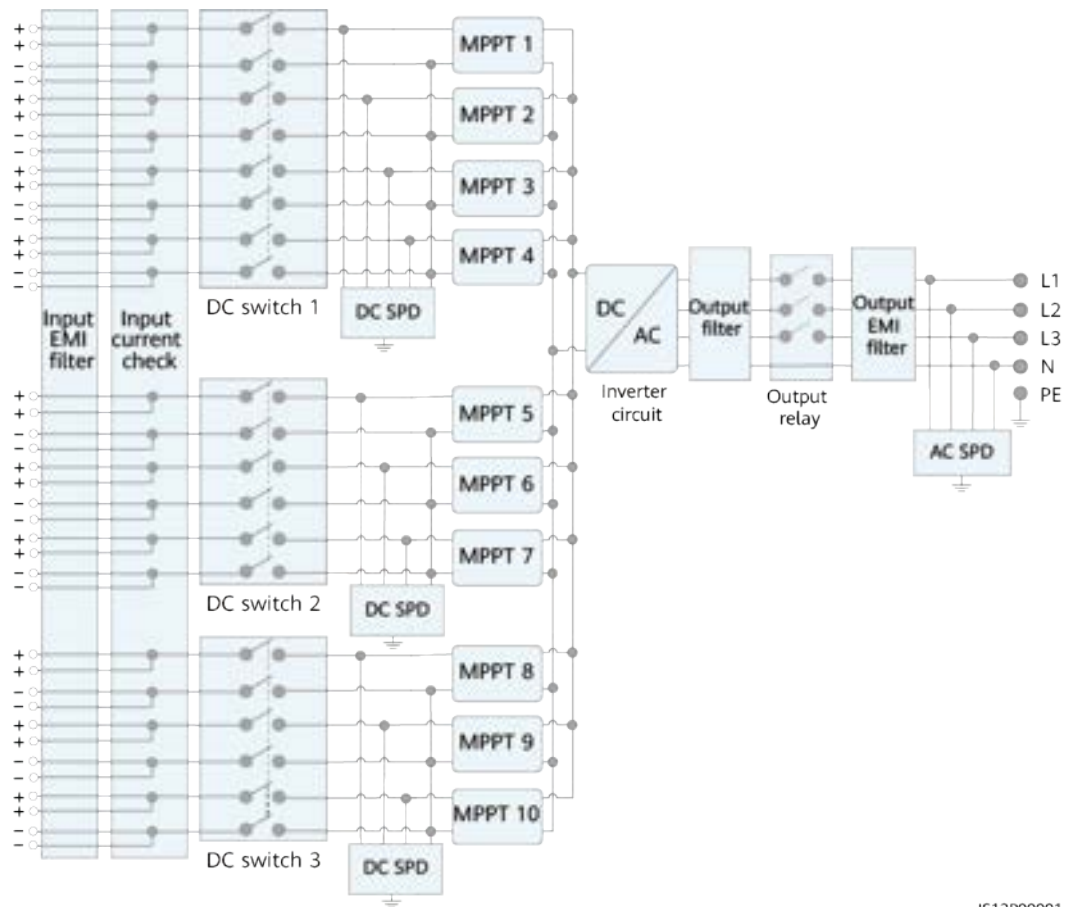 +
+
−
−
+
+
−
−
+
+
−
−
+
+
−
−
MPPT 1
MPPT 2
MPPT 3
MPPT 4
DC switch 1
DC SPD
Input
EMI
filter
Input
current
check
+
+
−
−
+
+
−
−
+
+
−
−
MPPT 5
MPPT 6
MPPT 7
DC switch 2
DC SPD
+
+
−
−
+
+
−
−
+
+
−
−
MPPT 8
MPPT 9
MPPT 10
DC switch 3
DC SPD
DC
AC
Inverter
circuit
Output
filter
Output
relay
Output
EMI
filter
L1
L2
L3
N
PE
AC SPD